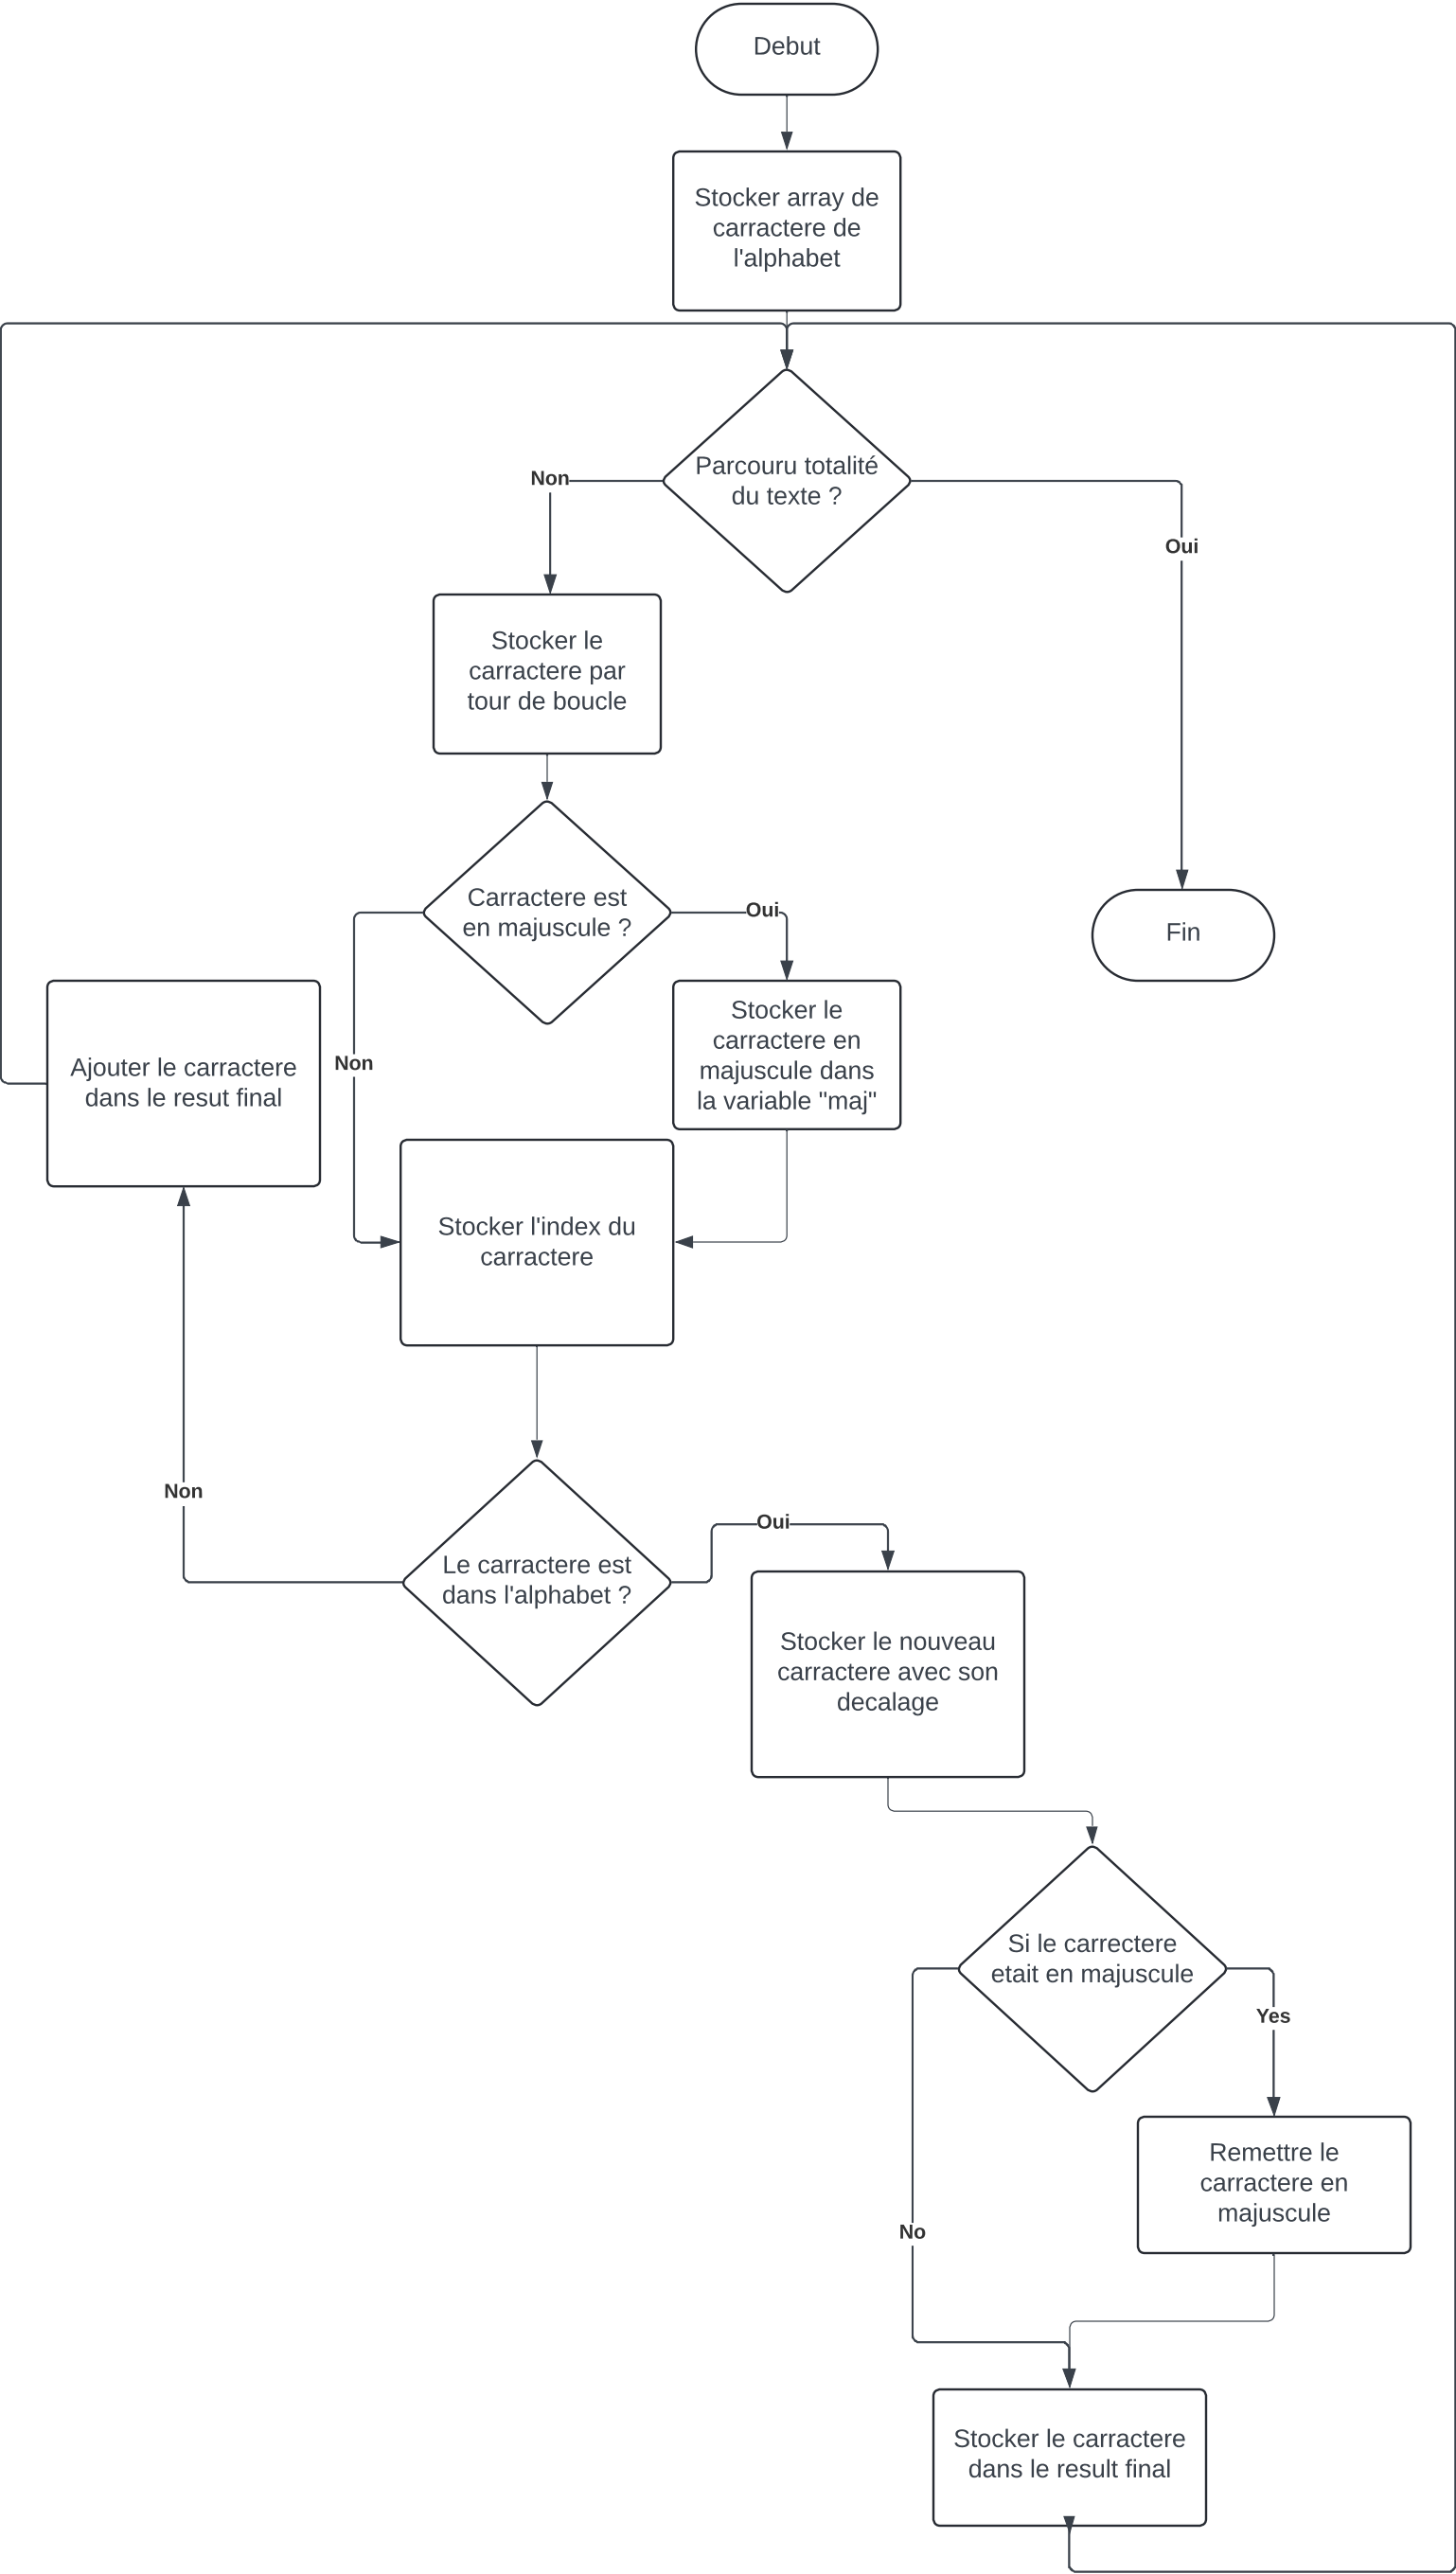 Debut
Stocker array de
carractere de
l'alphabet
Parcouru totalité
du texte ?
Non
Oui
Stocker le
carractere par
tour de boucle
Carractere est
en majuscule ?
Oui
Non
Fin
Stocker le
carractere en
majuscule dans
la variable "maj"
Ajouter le carractere
dans le resut final
Stocker l'index du
carractere
Le carractere est
dans l'alphabet ?
Non
Oui
Stocker le nouveau
carractere avec son
decalage
Si le carrectere
etait en majuscule
Yes
No
Remettre le
carractere en
majuscule
Stocker le carractere
dans le result final